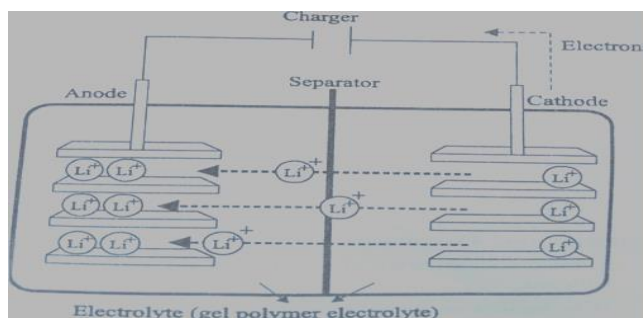 Charger
Electron
Separator
Anode
Cathode
Li+ Li+ Li+ + Li+
Li+ Li+ Li+ + Li+
Li+ Li+ Li+ + Li+
Electrolyte (gel polymer electrolyte)